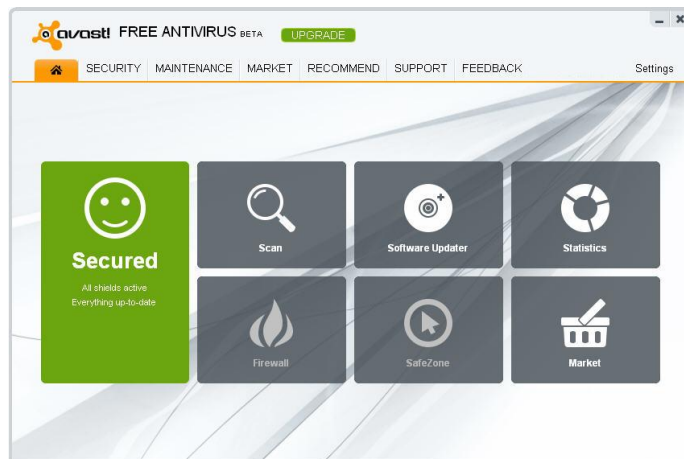 avast! FREE ANTIVIRUS BETA UPGRADE
SECURITY MAINTENANCE MARKET RECOMMEND SUPPORT FEEDBACK Settings
Secured
All shields active
Everything up-to-date
Scan
Software Updater
Statistics
Firewall
SafeZone
Market